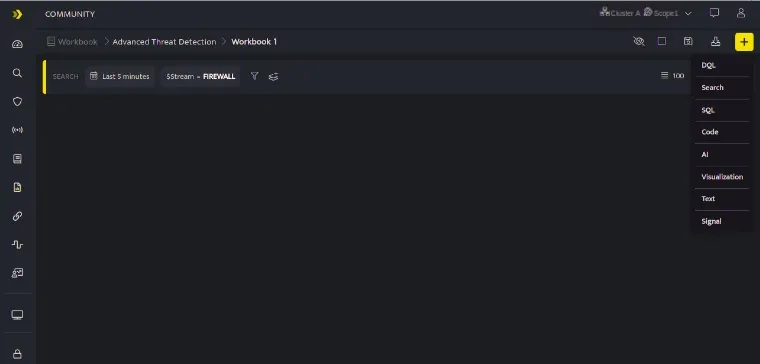 COMMUNITY
Cluster A Scope1
Workbook > Advanced Threat Detection > Workbook 1
SEARCH Last 5 minutes $Stream = FIREWALL 100
DQL
Search
SQL
Code
AI
Visualization
Text
Signal